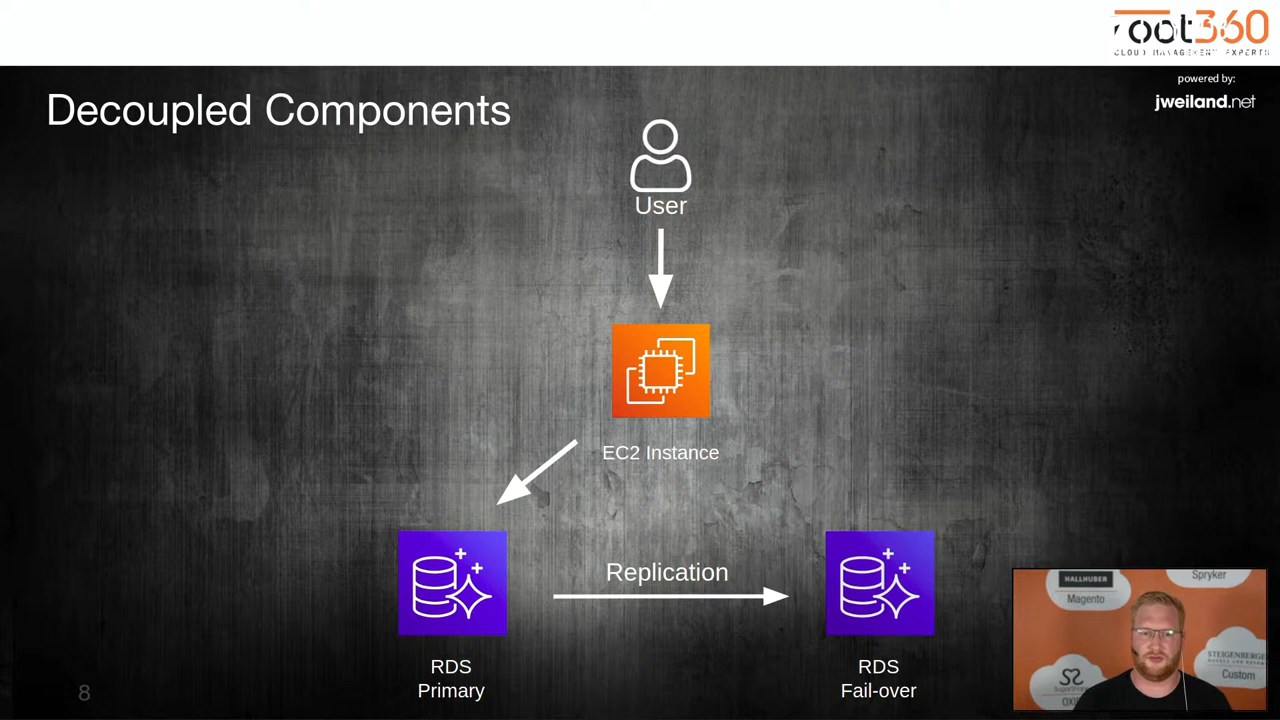 root360
CLOUD MANAGEMENT EXPERTS
powered by:
jweiland.net
Decoupled Components
User
EC2 Instance
Replication
RDS
Primary
RDS
Fail-over
8
HALLHUBER
Magento
Spryker
STEIGENBERGER
Custom